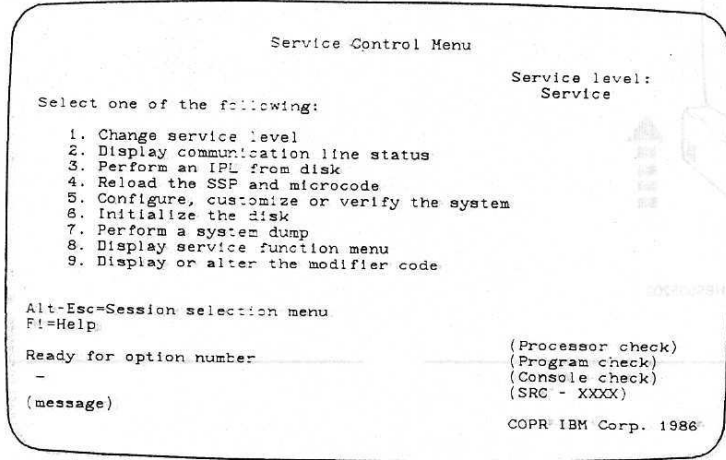 Service Control Menu
Service level:
Service
Select one of the following:
1. Change service level
2. Display communication line status
3. Perform an IPL from disk
4. Reload the SSP and microcode
5. Configure, customize or verify the system
6. Initialize the disk
7. Perform a system dump
8. Display service function menu
9. Display or alter the modifier code
Alt-Esc=Session selection menu
F1=Help
Ready for option number
-
(message)
(Processor check)
(Program check)
(Console check)
(SRC - XXXX)
COPR IBM Corp. 1986